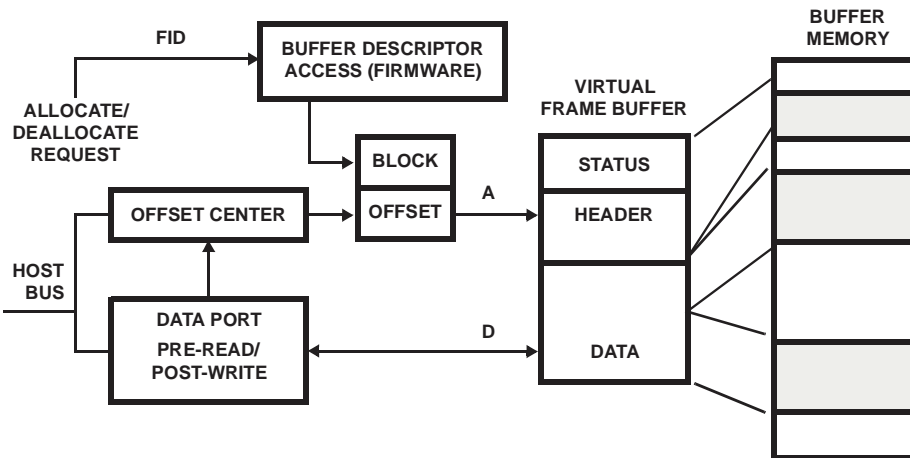 BUFFER
MEMORY
FID
BUFFER DESCRIPTOR
ACCESS (FIRMWARE)
VIRTUAL
FRAME BUFFER
ALLOCATE/
DEALLOCATE
REQUEST
BLOCK
STATUS
OFFSET CENTER
OFFSET
A
HEADER
HOST
BUS
DATA PORT
PRE-READ/
POST-WRITE
D
DATA